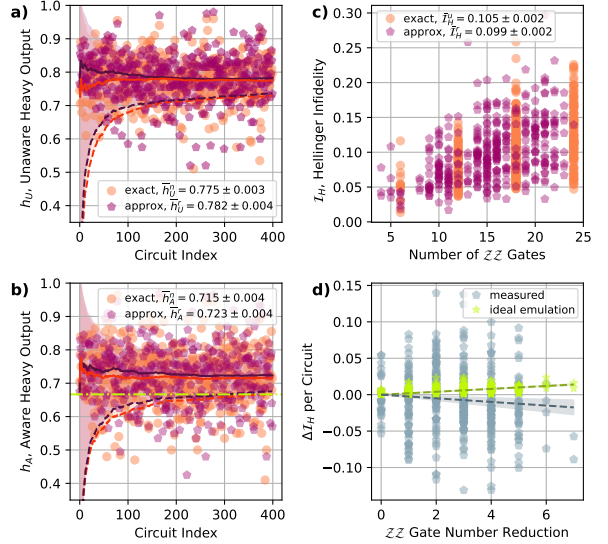 a)
1.0
0.9
0.8
0.7
0.6
0.5
0.4
h_U, Unaware Heavy Output
exact, h̅_U^n = 0.775 ± 0.003
approx, h̅_U^r = 0.782 ± 0.004
0 100 200 300 400
Circuit Index
c)
0.30
0.25
0.20
0.15
0.10
0.05
0.00
𝓘_H, Hellinger Infidelity
exact, 𝓘̅_H^u = 0.105 ± 0.002
approx, 𝓘̅_H^r = 0.099 ± 0.002
5 10 15 20 25
Number of 𝒵𝒵 Gates
b)
1.0
0.9
0.8
0.7
0.6
0.5
0.4
h_A, Aware Heavy Output
exact, h̅_A^n = 0.715 ± 0.004
approx, h̅_A^r = 0.723 ± 0.004
0 100 200 300 400
Circuit Index
d)
0.15
0.10
0.05
0.00
−0.05
−0.10
Δ𝓘_H per Circuit
measured
ideal emulation
0 2 4 6
𝒵𝒵 Gate Number Reduction